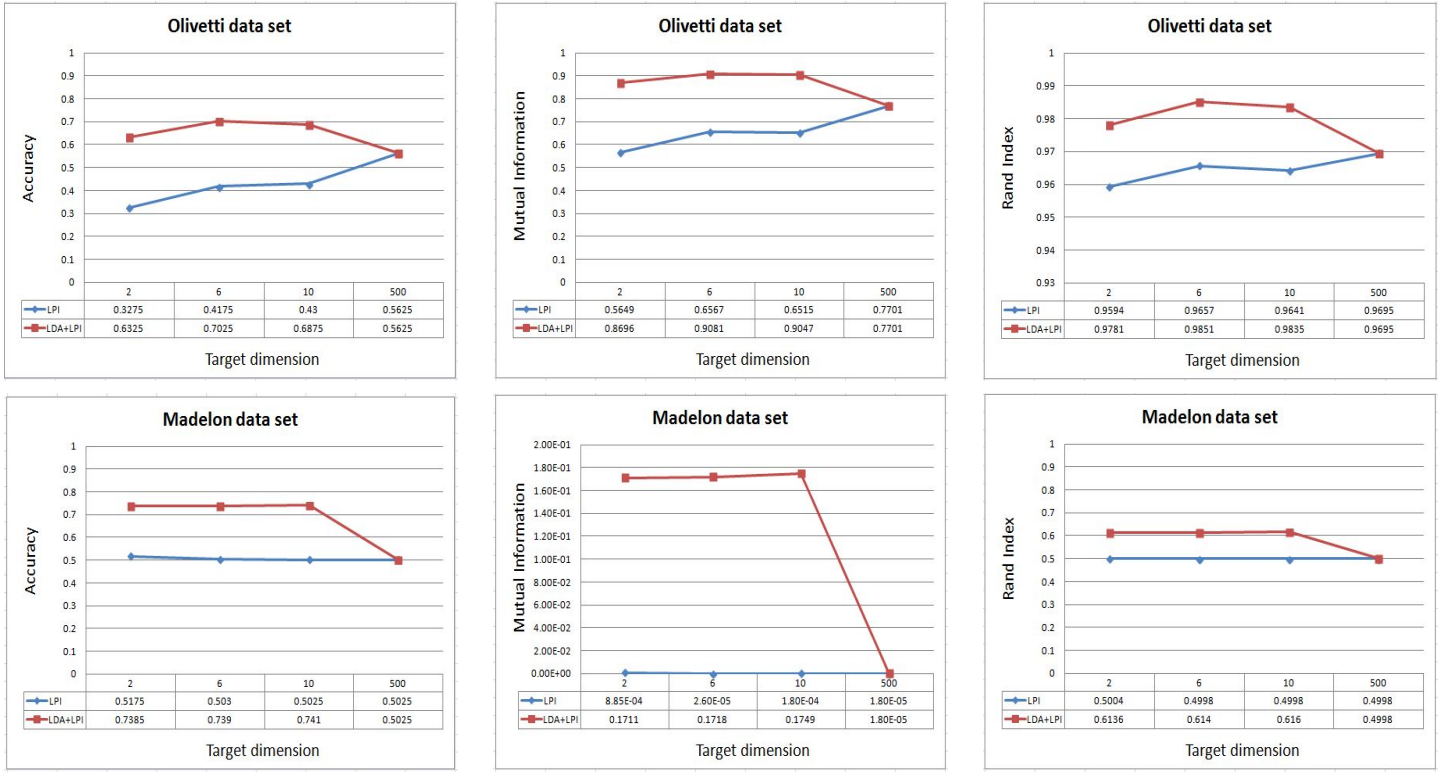 Olivetti data set
Accuracy
1
0.9
0.8
0.7
0.6
0.5
0.4
0.3
0.2
0.1
0
2 6 10 500
LPI 0.3275 0.4175 0.43 0.5625
LDA+LPI 0.6325 0.7025 0.6875 0.5625
Target dimension
Olivetti data set
Mutual Information
1
0.9
0.8
0.7
0.6
0.5
0.4
0.3
0.2
0.1
0
2 6 10 500
LPI 0.5649 0.6567 0.6515 0.7701
LDA+LPI 0.8696 0.9081 0.9047 0.7701
Target dimension
Olivetti data set
Rand Index
1
0.99
0.98
0.97
0.96
0.95
0.94
0.93
2 6 10 500
LPI 0.9594 0.9657 0.9641 0.9695
LDA+LPI 0.9781 0.9851 0.9835 0.9695
Target dimension
Madelon data set
Accuracy
1
0.9
0.8
0.7
0.6
0.5
0.4
0.3
0.2
0.1
0
2 6 10 500
LPI 0.5175 0.503 0.5025 0.5025
LDA+LPI 0.7385 0.739 0.741 0.5025
Target dimension
Madelon data set
Mutual Information
2.00E-01
1.80E-01
1.60E-01
1.40E-01
1.20E-01
1.00E-01
8.00E-02
6.00E-02
4.00E-02
2.00E-02
0.00E+00
2 6 10 500
LPI 8.85E-04 2.60E-05 1.80E-04 1.80E-05
LDA+LPI 0.1711 0.1718 0.1749 1.80E-05
Target dimension
Madelon data set
Rand Index
1
0.9
0.8
0.7
0.6
0.5
0.4
0.3
0.2
0.1
0
2 6 10 500
LPI 0.5004 0.4998 0.4998 0.4998
LDA+LPI 0.6136 0.614 0.616 0.4998
Target dimension